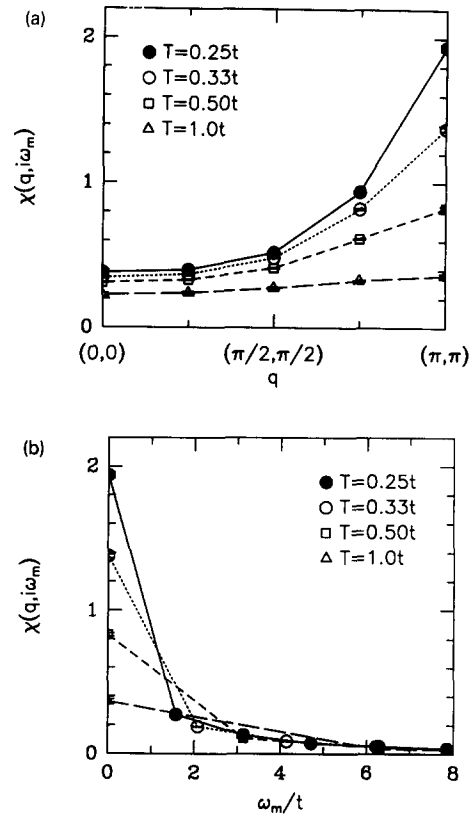 (a)
2
1
0
χ(q,iω_m)
T=0.25t
T=0.33t
T=0.50t
T=1.0t
(0,0)
(π/2,π/2)
(π,π)
q
(b)
2
1
0
χ(q,iω_m)
T=0.25t
T=0.33t
T=0.50t
T=1.0t
0
2
4
6
8
ω_m/t